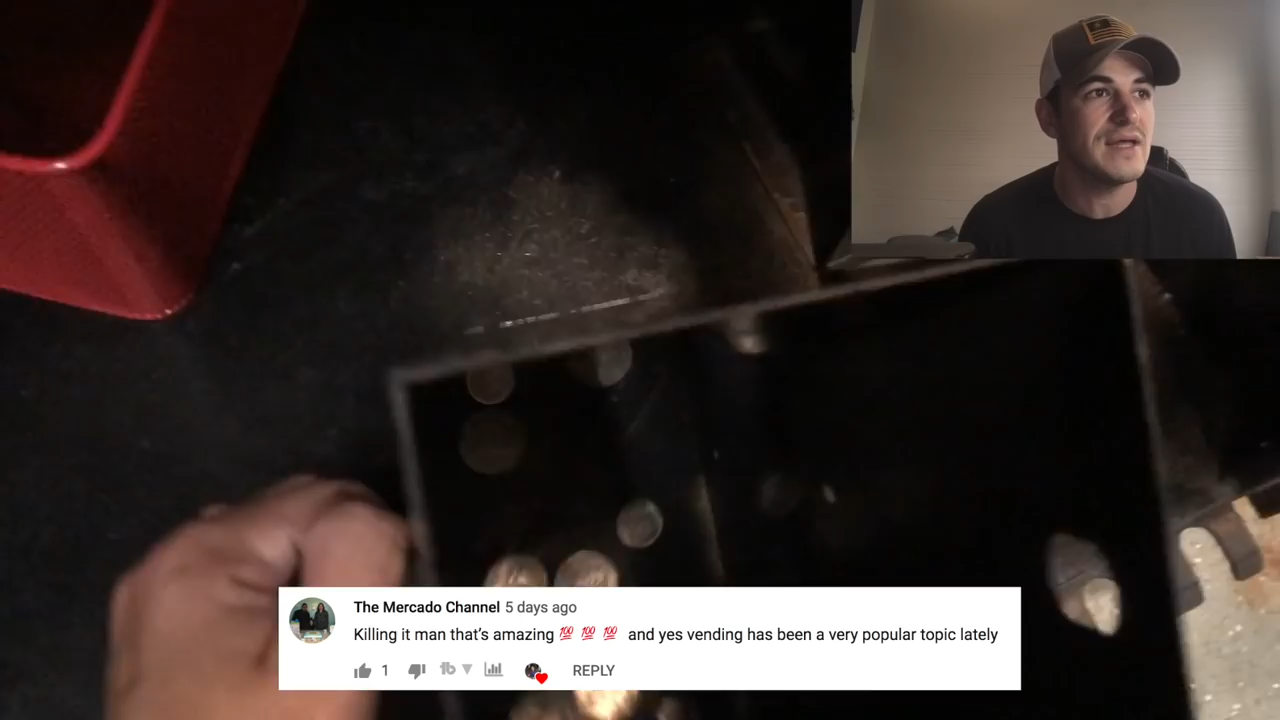 The Mercado Channel 5 days ago
Killing it man that's amazing 💯 💯 💯 and yes vending has been a very popular topic lately
1 REPLY